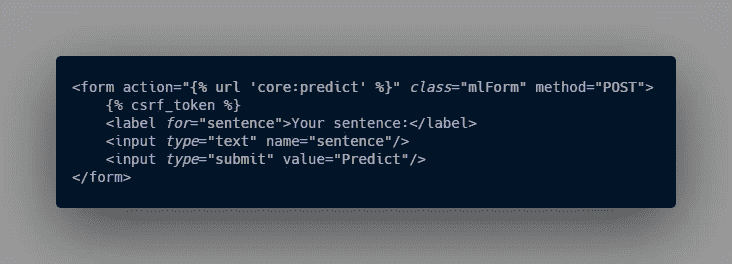 <form action="{% url 'core:predict' %}" class="mlForm" method="POST">
    {% csrf_token %}
    <label for="sentence">Your sentence:</label>
    <input type="text" name="sentence"/>
    <input type="submit" value="Predict"/>
</form>